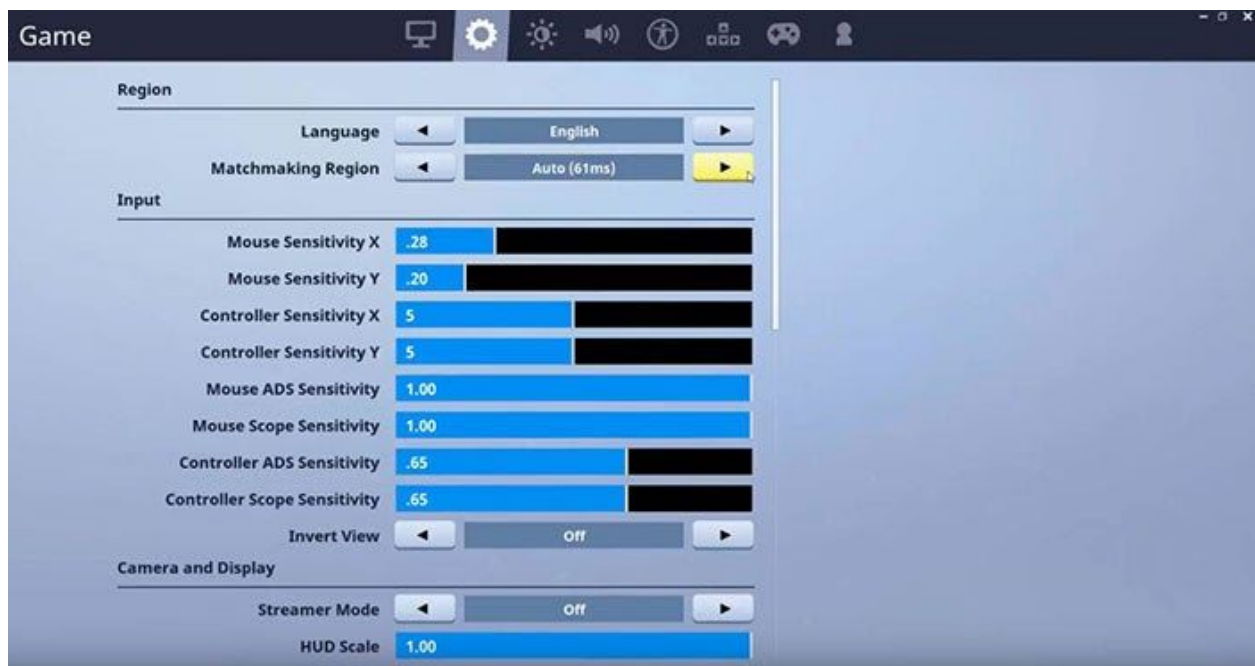 Game
Region
Language English
Matchmaking Region Auto (61ms)
Input
Mouse Sensitivity X .28
Mouse Sensitivity Y .20
Controller Sensitivity X 5
Controller Sensitivity Y 5
Mouse ADS Sensitivity 1.00
Mouse Scope Sensitivity 1.00
Controller ADS Sensitivity .65
Controller Scope Sensitivity .65
Invert View Off
Camera and Display
Streamer Mode Off
HUD Scale 1.00